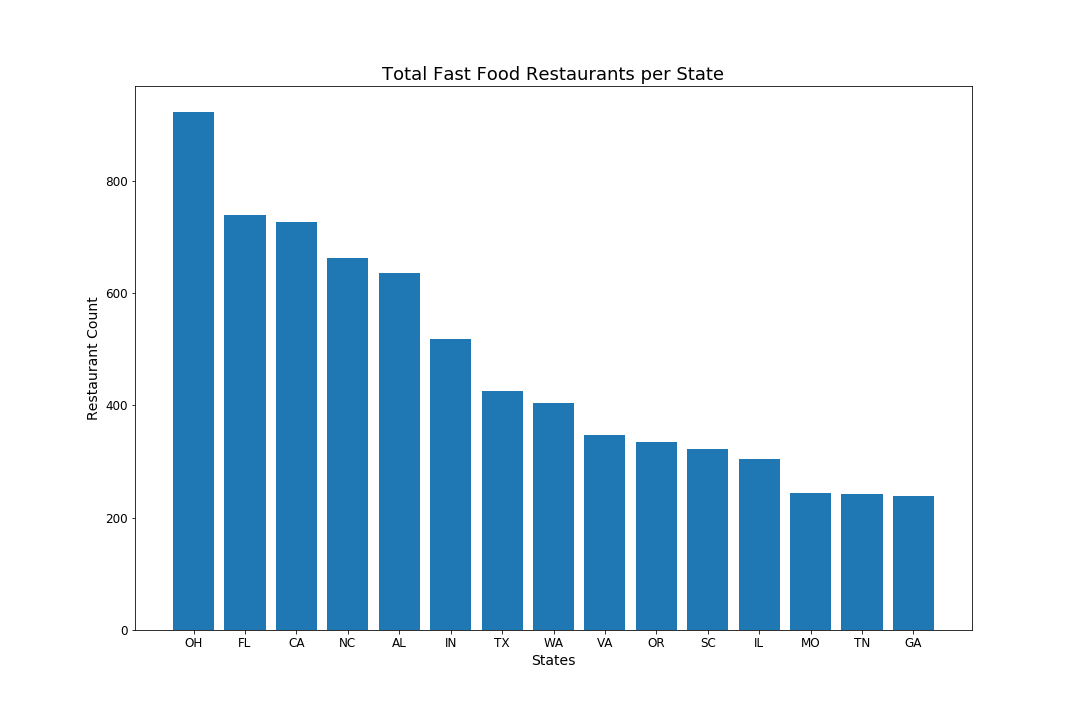 Total Fast Food Restaurants per State
Restaurant Count
800
600
400
200
0
OH FL CA NC AL IN TX WA VA OR SC IL MO TN GA
States